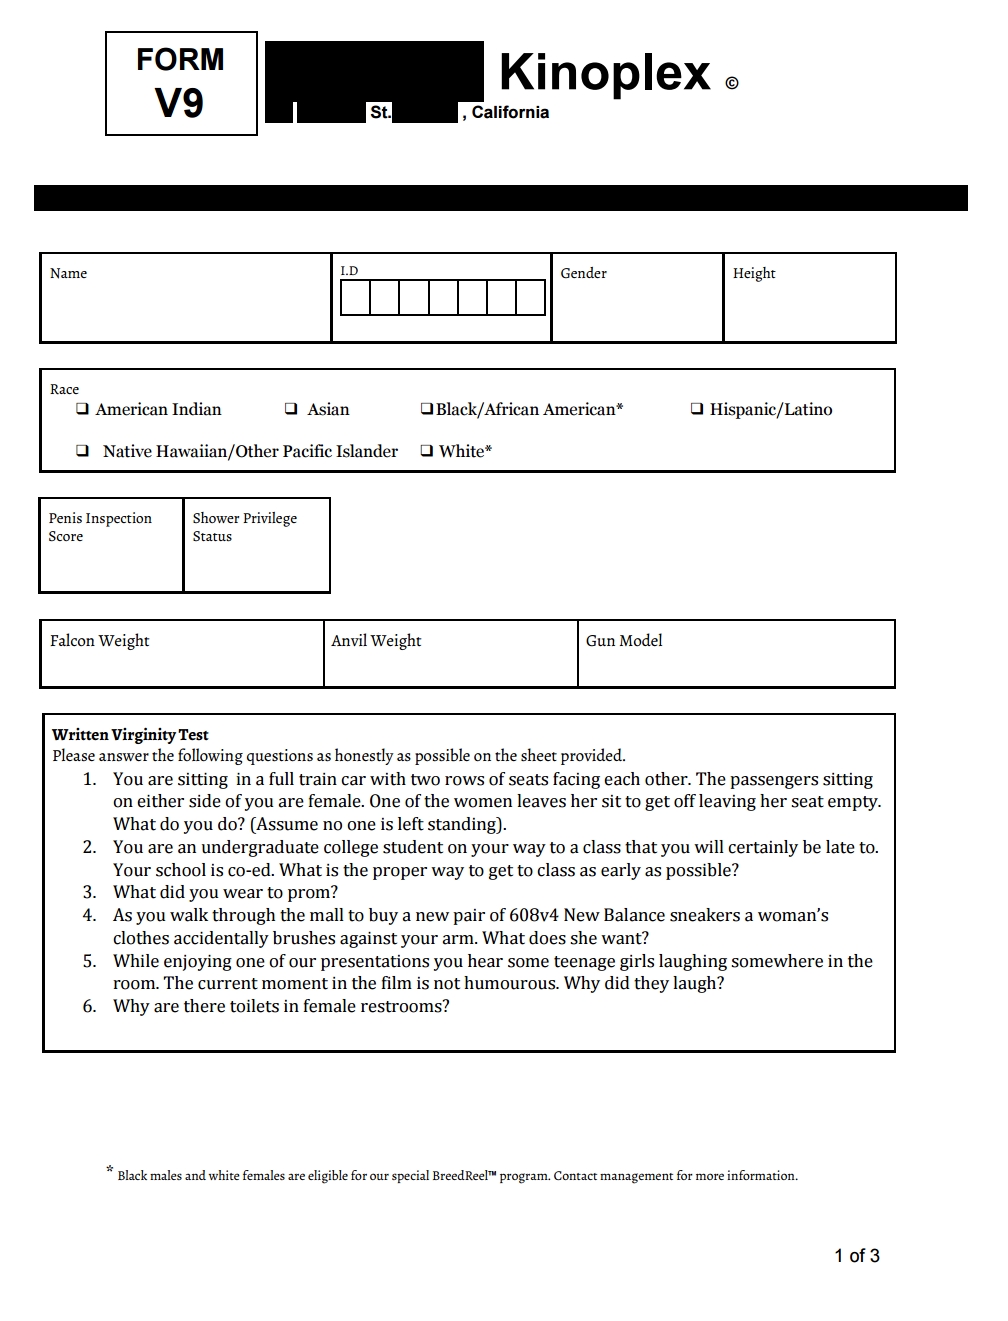 FORM
V9
Kinoplex ©
St. , California
Name
I.D
Gender
Height
Race
❑ American Indian ❑ Asian ❑Black/African American* ❑ Hispanic/Latino
❑ Native Hawaiian/Other Pacific Islander ❑ White*
Penis Inspection
Score
Shower Privilege
Status
Falcon Weight
Anvil Weight
Gun Model
Written Virginity Test
Please answer the following questions as honestly as possible on the sheet provided.
1. You are sitting in a full train car with two rows of seats facing each other. The passengers sitting
on either side of you are female. One of the women leaves her sit to get off leaving her seat empty.
What do you do? (Assume no one is left standing).
2. You are an undergraduate college student on your way to a class that you will certainly be late to.
Your school is co-ed. What is the proper way to get to class as early as possible?
3. What did you wear to prom?
4. As you walk through the mall to buy a new pair of 608v4 New Balance sneakers a woman’s
clothes accidentally brushes against your arm. What does she want?
5. While enjoying one of our presentations you hear some teenage girls laughing somewhere in the
room. The current moment in the film is not humourous. Why did they laugh?
6. Why are there toilets in female restrooms?
* Black males and white females are eligible for our special BreedReel™ program. Contact management for more information.
1 of 3